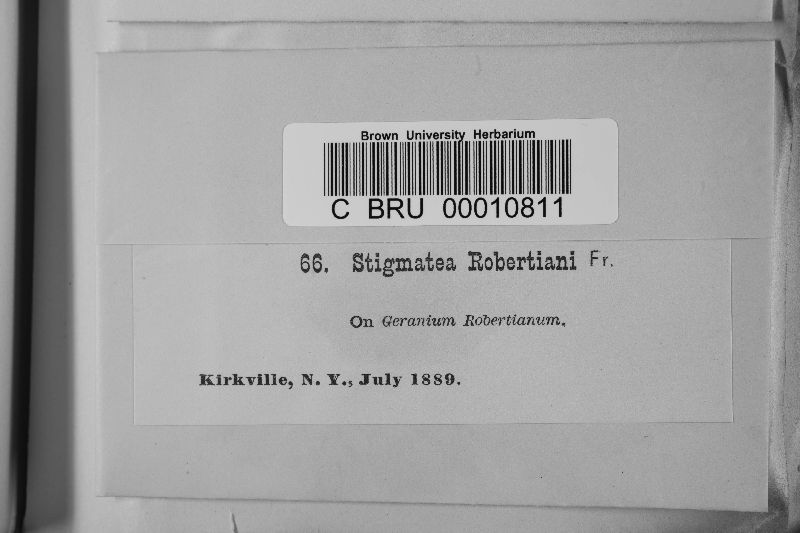 Brown University Herbarium
C BRU 00010811
66. Stigmatea Robertiani Fr.
On Geranium Robertianum.
Kirkville, N. Y., July 1889.